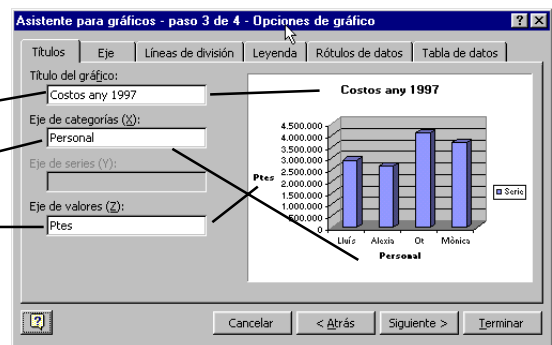 Asistente para gráficos - paso 3 de 4 - Opciones de gráfico
Títulos Eje Líneas de división Leyenda Rótulos de datos Tabla de datos
Título del gráfico:
Costos any 1997
Eje de categorías (X):
Personal
Eje de series (Y):
Eje de valores (Z):
Ptes
Costos any 1997
4.500.000
4.000.000
3.500.000
3.000.000
2.500.000
2.000.000
1.500.000
1.000.000
500.000
0
Ptes
Lluís Alexia Ot Mònica
Personal
Serie
Cancelar < Atrás Siguiente > Terminar